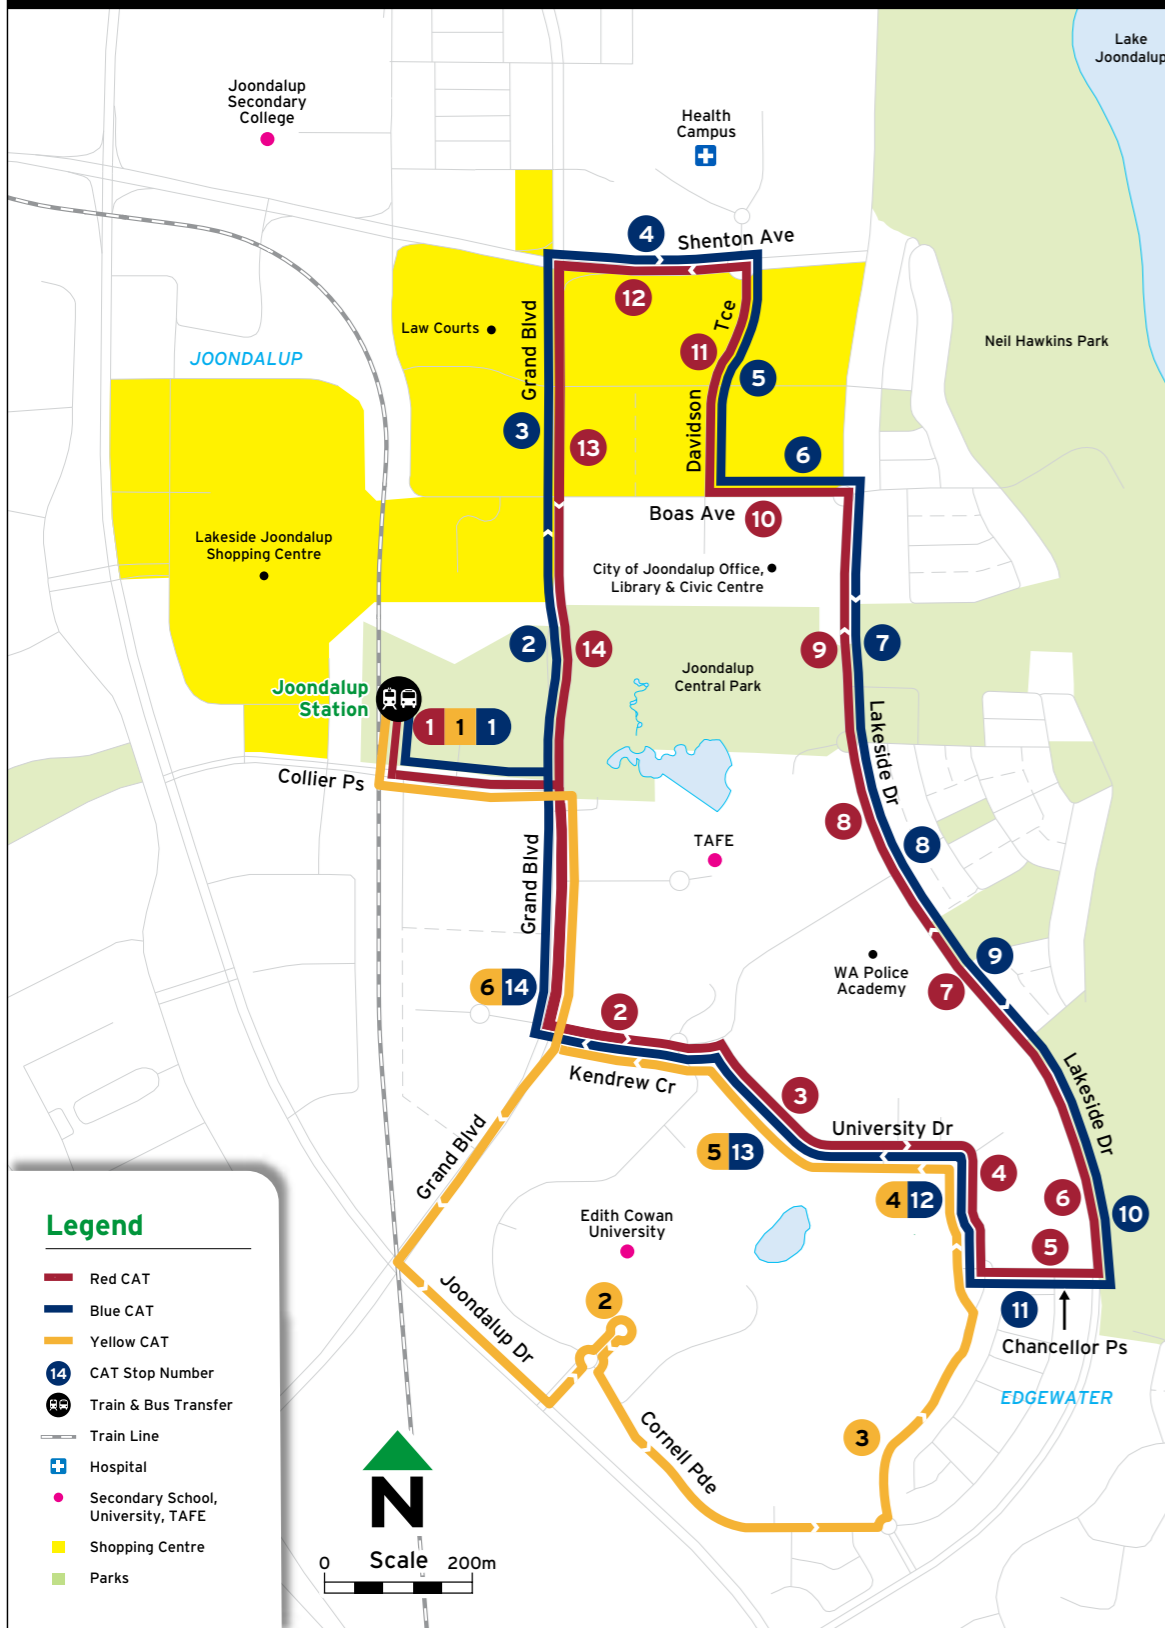 Lake
Joondalup
Joondalup
Secondary
College
Health
Campus
4
Shenton Ave
12
Tce
Grand Blvd
Law Courts
11
Neil Hawkins Park
JOONDALUP
5
Davidson
3
13
6
Boas Ave
10
Lakeside Joondalup
Shopping Centre
City of Joondalup Office,
Library & Civic Centre
2
14
9
7
Joondalup
Central Park
Joondalup
Station
1 1 1
Lakeside Dr
Collier Ps
8
TAFE
8
Grand Blvd
9
WA Police
Academy
6 14
7
2
Kendrew Cr
3
Lakeside Dr
University Dr
5 13
Grand Blvd
4
4 12
6
10
Edith Cowan
University
5
2
11
Joondalup Dr
Chancellor Ps
EDGEWATER
3
Cornell Pde
Legend
Red CAT
Blue CAT
Yellow CAT
14 CAT Stop Number
Train & Bus Transfer
Train Line
Hospital
Secondary School,
University, TAFE
Shopping Centre
Parks
N
0 Scale 200m